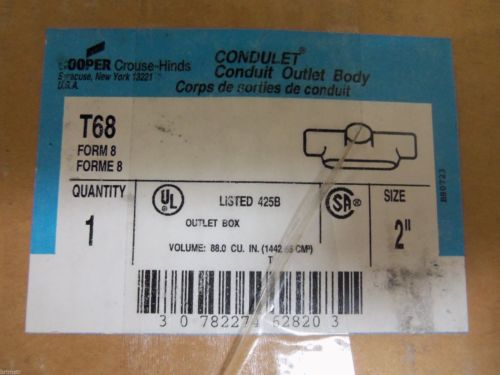 COOPER Crouse-Hinds
Syracuse, New York 13221
U.S.A.
CONDULET®
Conduit Outlet Body
Corps de sorties de conduit
T68
FORM 8
FORME 8
QUANTITY
1
UL
LISTED 425B
OUTLET BOX
VOLUME: 88.0 CU. IN. (1442 CM³)
T
SA
SIZE
2"
3 0 782274 62820 3